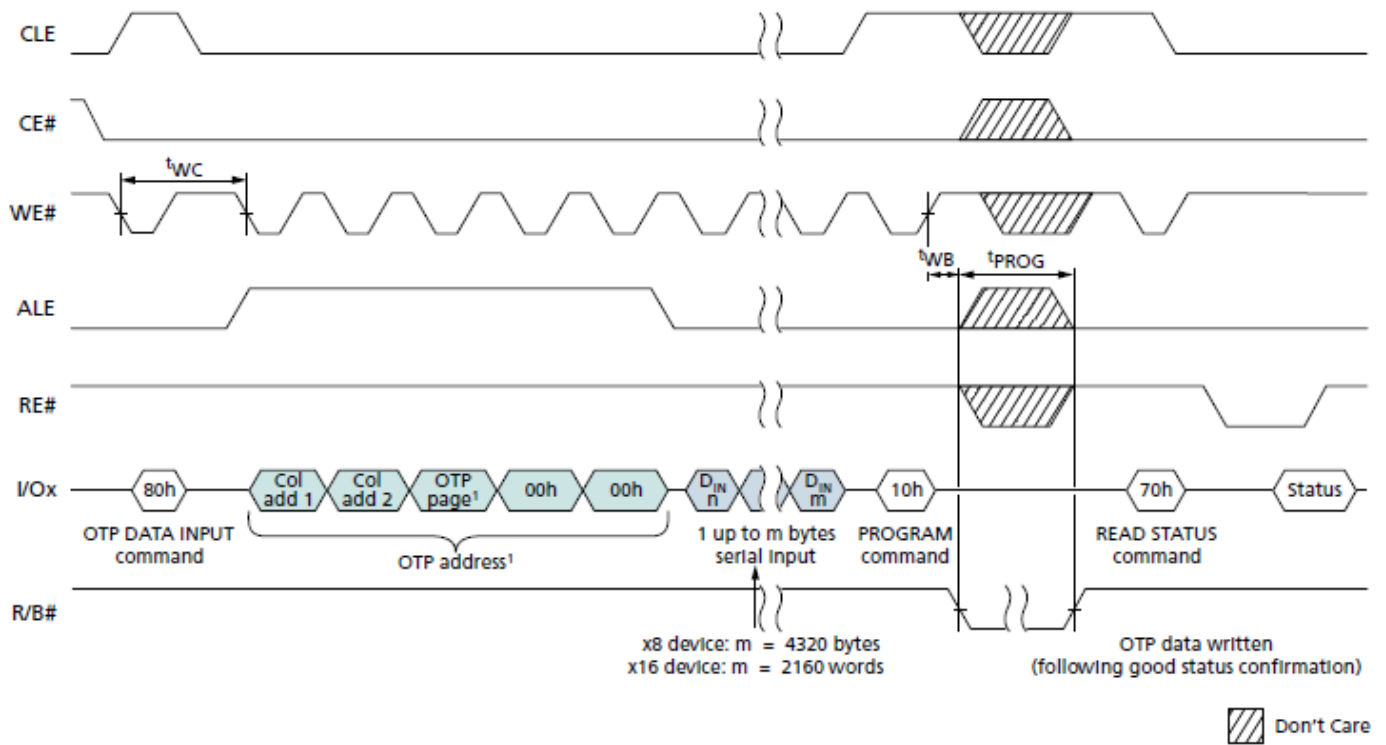 CLE
CE#
tWC
WE#
tWB
tPROG
ALE
RE#
I/Ox
80h
Col
add 1
Col
add 2
OTP
page¹
00h
00h
DIN
n
DIN
m
10h
70h
Status
OTP DATA INPUT
command
OTP address¹
1 up to m bytes
serial input
PROGRAM
command
READ STATUS
command
R/B#
x8 device: m = 4320 bytes
x16 device: m = 2160 words
OTP data written
(following good status confirmation)
Don't Care